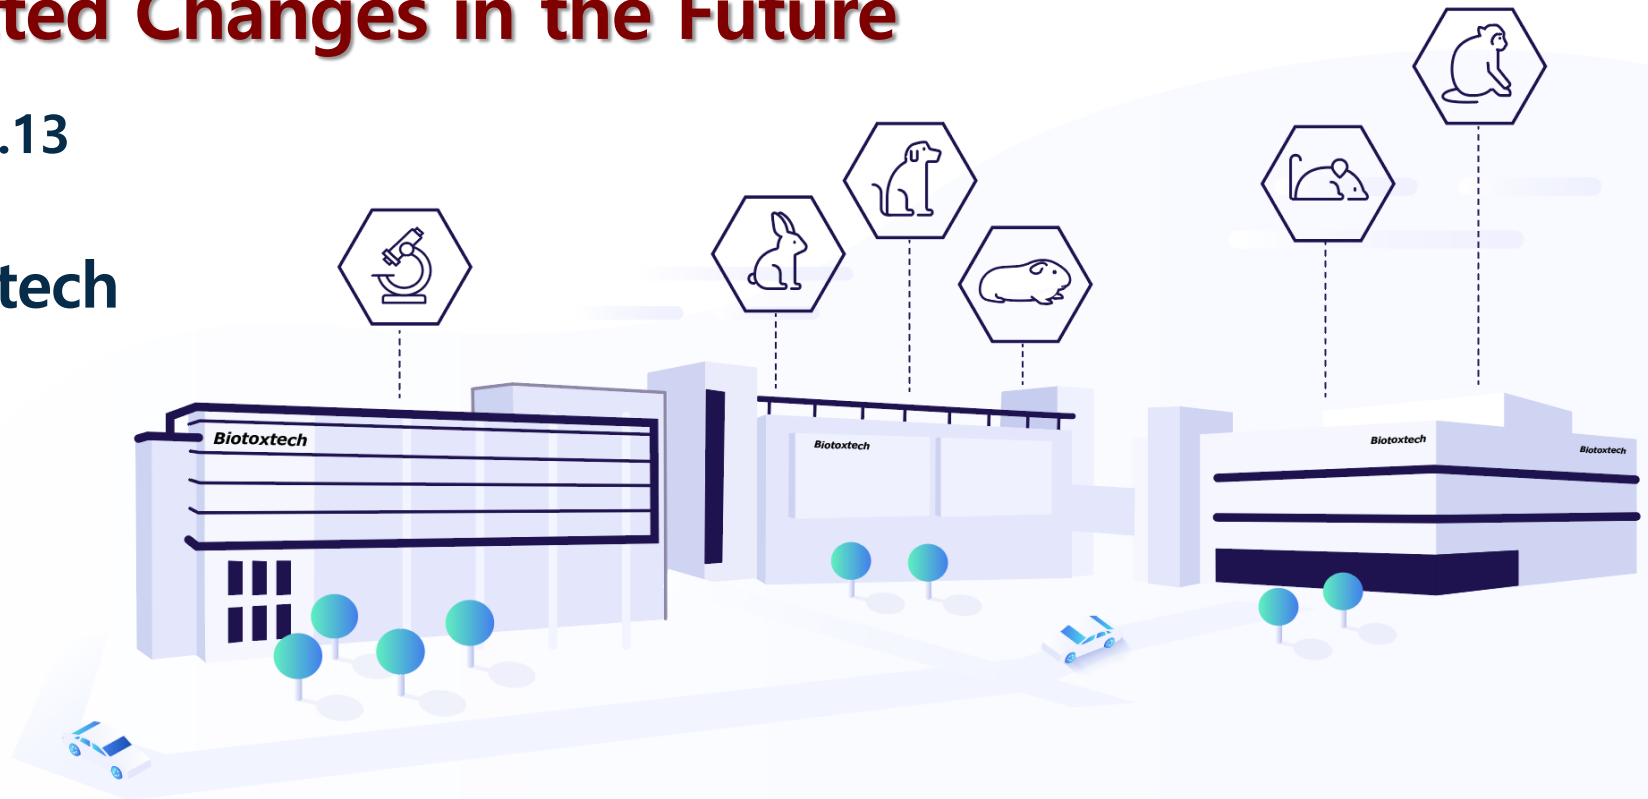 ted Changes in the Future
.13
tech
Biotoxtech
Biotoxtech
Biotoxtech
Biotoxtech